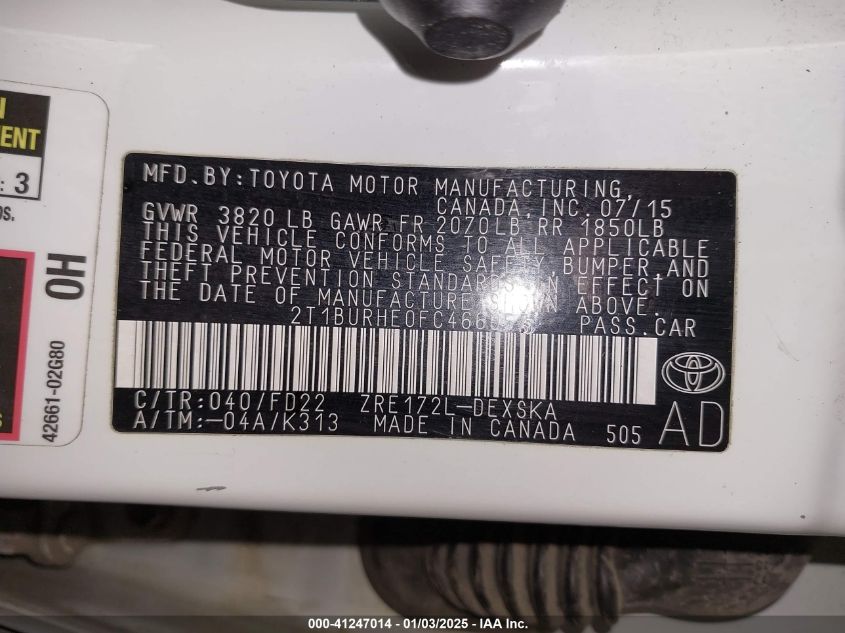 N
ENT
: 3
OS.
s
OH
42661-02G80
MFD.BY:TOYOTA MOTOR MANUFACTURING,
CANADA,INC. 07/15
GVWR 3820 LB GAWR FR 2070LB RR 1850LB
THIS VEHICLE CONFORMS TO ALL APPLICABLE
FEDERAL MOTOR VEHICLE SAFETY, BUMPER,AND
THEFT PREVENTION STANDARDS IN EFFECT ON
THE DATE OF MANUFACTURE SHOWN ABOVE.
PASS.CAR
C/TR:040/FD22 ZRE172L-DEXSKA
A/TM:-04A/K313 MADE IN CANADA 505
AD
000-41247014 - 01/03/2025 - IAA Inc.